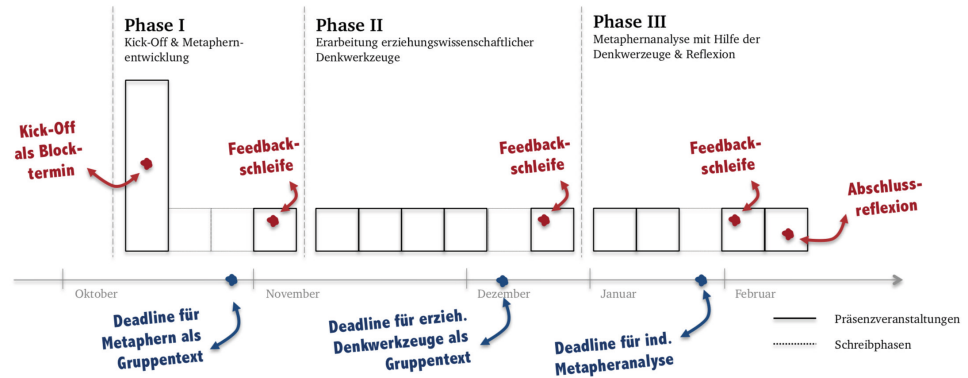 Phase I
Kick-Off & Metaphern-
entwicklung
Phase II
Erarbeitung erziehungswissenschaftlicher
Denkwerkzeuge
Phase III
Metaphernanalyse mit Hilfe der
Denkwerzeuge & Reflexion
Kick-Off
als Block-
termin
Feedback-
schleife
Feedback-
schleife
Feedback-
schleife
Abschluss-
reflexion
Oktober
November
Dezember
Januar
Februar
Deadline für
Metaphern als
Gruppentext
Deadline für erzieh.
Denkwerkzeuge als
Gruppentext
Deadline für ind.
Metapheranalyse
Präsenzveranstaltungen
Schreibphasen